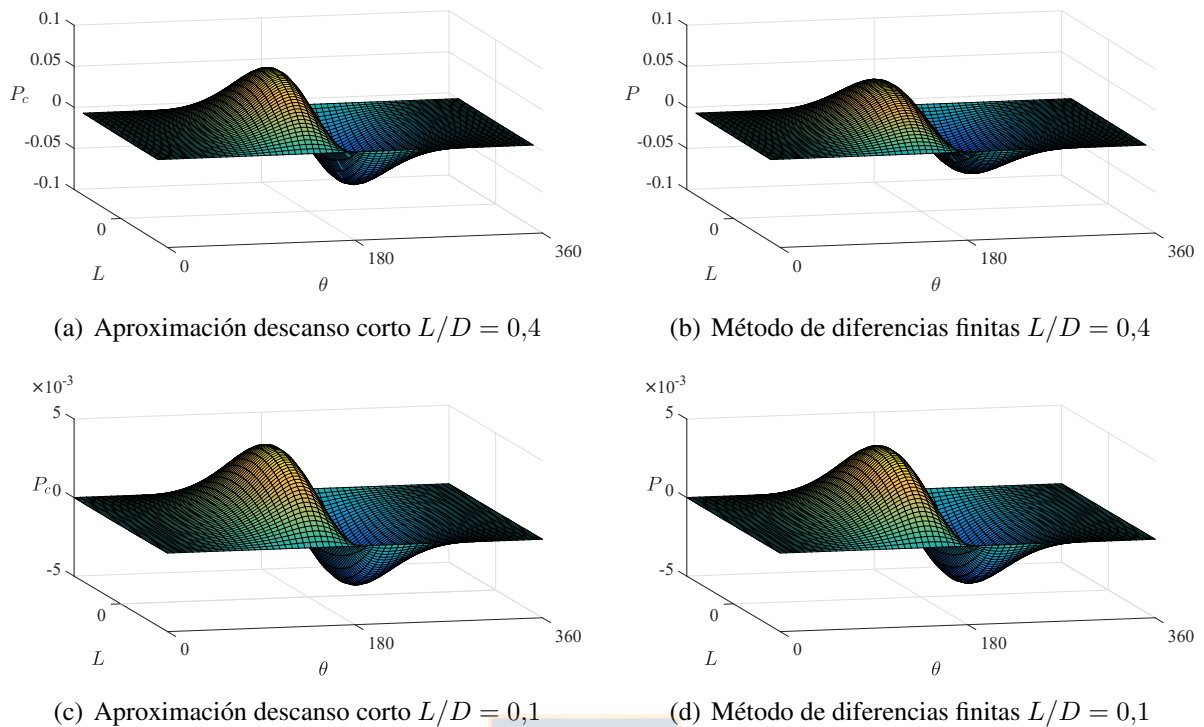 0.1
0.05
P_c
0
-0.05
-0.1
0
L
0
180
360
θ
(a) Aproximación descanso corto L/D = 0,4
0.1
0.05
P
0
-0.05
-0.1
0
L
0
180
360
θ
(b) Método de diferencias finitas L/D = 0,4
×10⁻³
5
P_c 0
-5
0
L
0
180
360
θ
(c) Aproximación descanso corto L/D = 0,1
×10⁻³
5
P 0
-5
0
L
0
180
360
θ
(d) Método de diferencias finitas L/D = 0,1